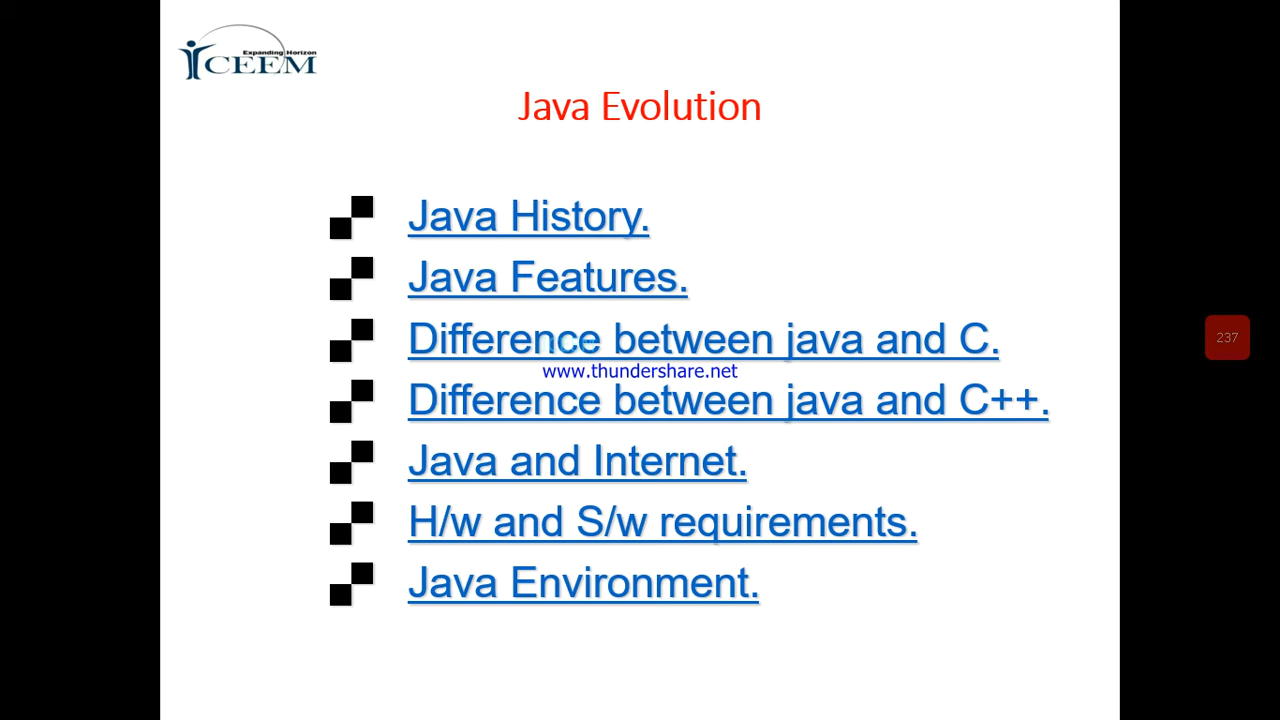 Expanding Horizon
ICEEM
Java Evolution
Java History.
Java Features.
Difference between java and C.
www.thundershare.net
Difference between java and C++.
Java and Internet.
H/w and S/w requirements.
Java Environment.
237